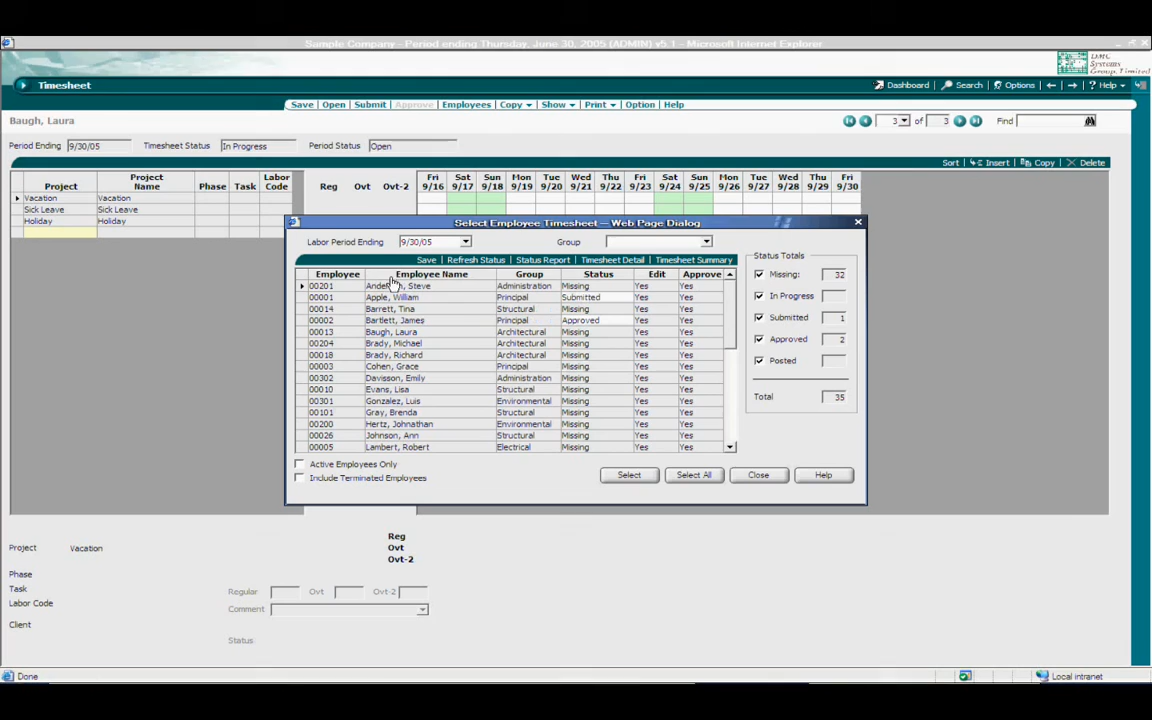 Sample Company - Period ending Thursday, June 30, 2005 (ADMIN) v5.1 - Microsoft Internet Explorer
DMC Systems Group, Limited
Timesheet Dashboard Search Options Help
Save Open Submit Approve Employees Copy Show Print Option Help
Baugh, Laura 3 of 3 Find
Period Ending 9/30/05 Timesheet Status In Progress Period Status Open
Sort Insert Copy Delete
Project Project Name Phase Task Labor Code Reg Ovt Ovt-2 Fri 9/16 Sat 9/17 Sun 9/18 Mon 9/19 Tue 9/20 Wed 9/21 Thu 9/22 Fri 9/23 Sat 9/24 Sun 9/25 Mon 9/26 Tue 9/27 Wed 9/28 Thu 9/29 Fri 9/30
Vacation Vacation
Sick Leave Sick Leave
Holiday Holiday
Select Employee Timesheet -- Web Page Dialog
Labor Period Ending 9/30/05 Group
Save Refresh Status Status Report Timesheet Detail Timesheet Summary
Employee Employee Name Group Status Edit Approve
00201 Steve Administration Missing Yes Yes
00001 Apple, William Principal Submitted Yes Yes
00014 Barrett, Tina Structural Missing Yes Yes
00002 Bartlett, James Principal Approved Yes Yes
00013 Baugh, Laura Architectural Missing Yes Yes
00204 Brady, Michael Architectural Missing Yes Yes
00018 Brady, Richard Architectural Missing Yes Yes
00003 Cohen, Grace Principal Missing Yes Yes
00302 Davisson, Emily Administration Missing Yes Yes
00010 Evans, Lisa Structural Missing Yes Yes
00301 Gonzalez, Luis Environmental Missing Yes Yes
00101 Gray, Brenda Structural Missing Yes Yes
00200 Hertz, Johnathan Environmental Missing Yes Yes
00026 Johnson, Ann Structural Missing Yes Yes
00005 Lambert, Robert Electrical Missing Yes Yes
Status Totals
Missing: 32
In Progress
Submitted 1
Approved 2
Posted
Total 35
Active Employees Only
Include Terminated Employees
Select Select All Close Help
Reg
Project Vacation Ovt
Ovt-2
Phase
Task Regular Ovt Ovt-2
Labor Code Comment
Client
Status
Done Local intranet